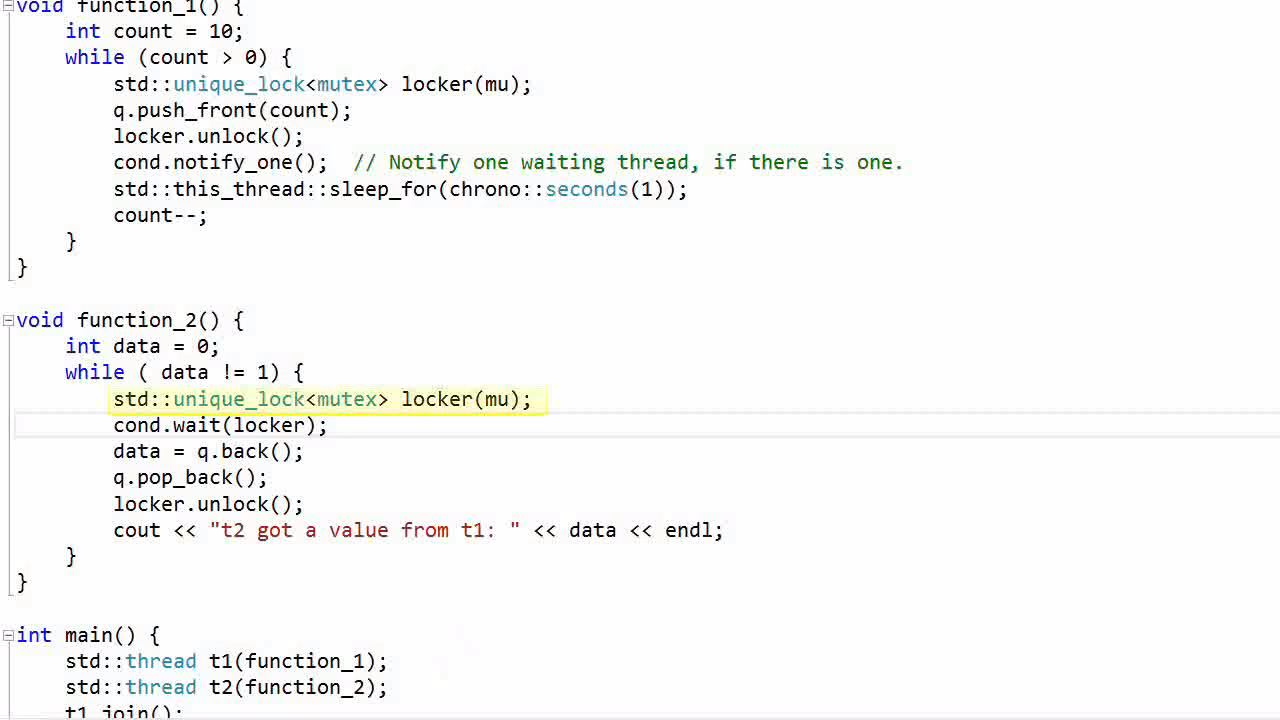 void function_1() {
    int count = 10;
    while (count > 0) {
        std::unique_lock<mutex> locker(mu);
        q.push_front(count);
        locker.unlock();
        cond.notify_one();  // Notify one waiting thread, if there is one.
        std::this_thread::sleep_for(chrono::seconds(1));
        count--;
    }
}
void function_2() {
    int data = 0;
    while ( data != 1) {
        std::unique_lock<mutex> locker(mu);
        cond.wait(locker);
        data = q.back();
        q.pop_back();
        locker.unlock();
        cout << "t2 got a value from t1: " << data << endl;
    }
}
int main() {
    std::thread t1(function_1);
    std::thread t2(function_2);
    t1.join();